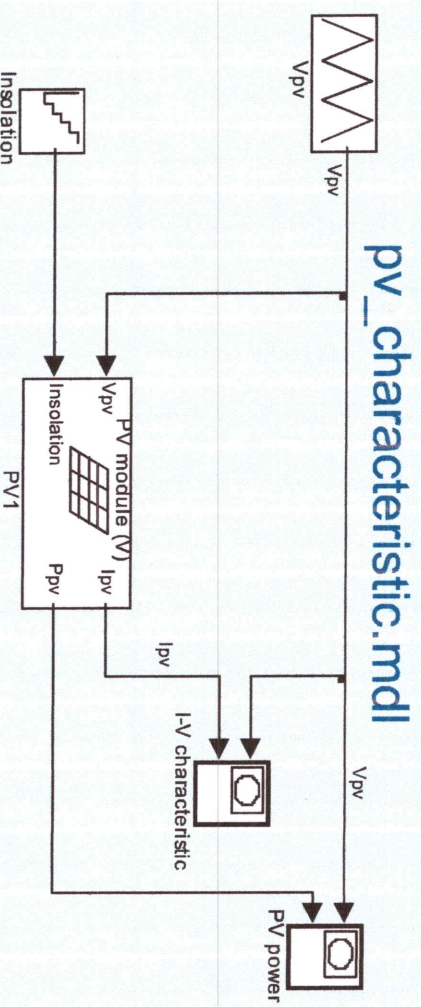 pv_characteristic.mdl
Vpv
Vpv
Vpv
Insolation
Vpv
Insolation
PV module (V)
Ipv
Ppv
PV1
Ipv
I-V characteristic
PV power